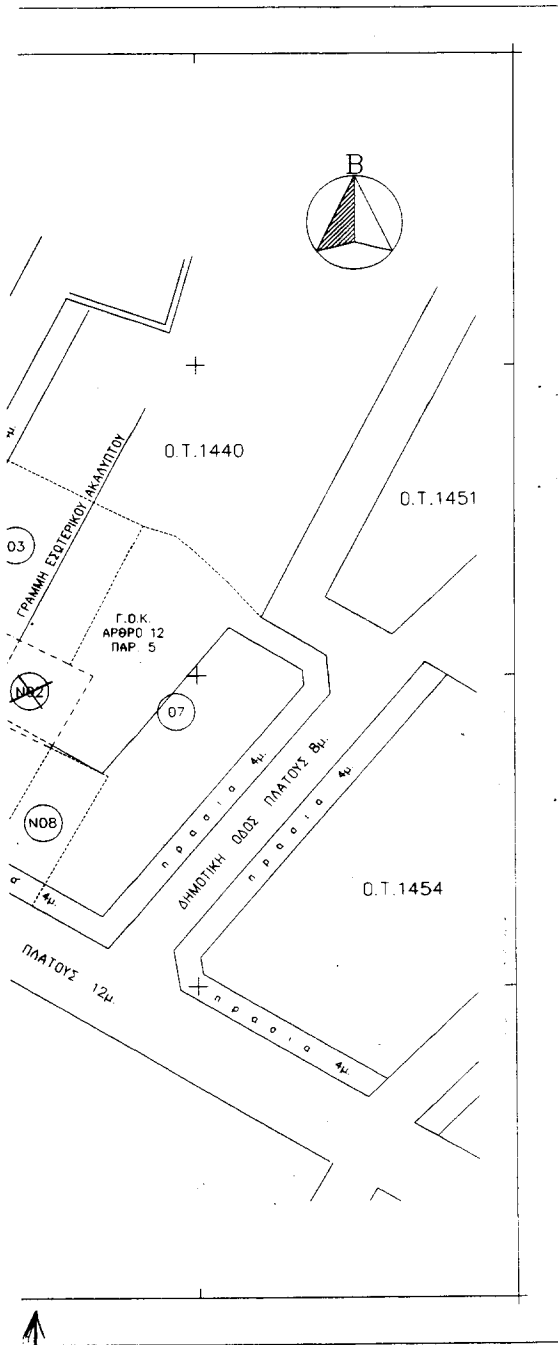 Β
Ο.Τ.1440
Ο.Τ.1451
ΓΡΑΜΜΗ ΕΣΩΤΕΡΙΚΟΥ ΑΚΑΛΥΠΤΟΥ
03
Γ.Ο.Κ.
ΑΡΘΡΟ 12
ΠΑΡ. 5
Ν02
07
Ν08
πρασια 4μ.
ΔΗΜΟΤΙΚΗ ΟΔΟΣ ΠΛΑΤΟΥΣ 8μ.
πρασια 4μ.
Ο.Τ.1454
α 4μ.
ΠΛΑΤΟΥΣ 12μ.
πρασια 4μ.